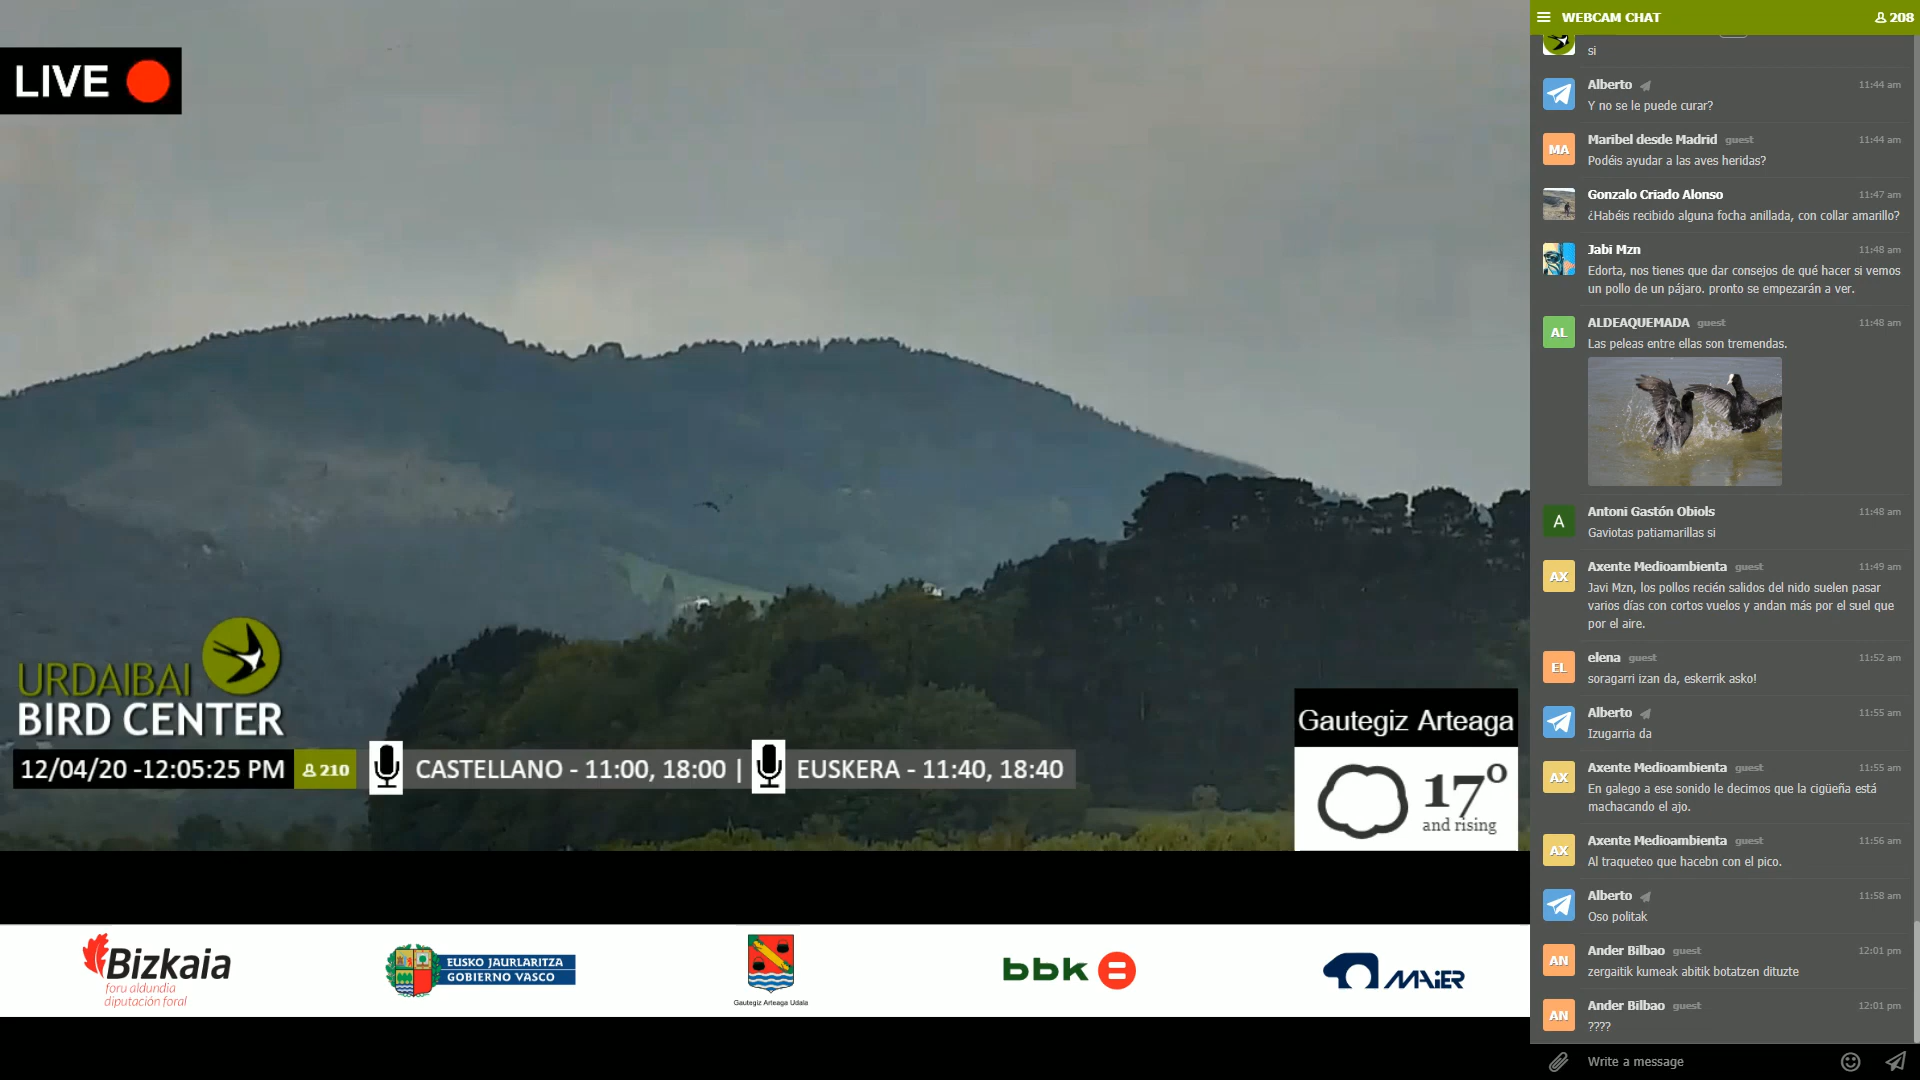 LIVE
URDAIBAI
BIRD CENTER
12/04/20 -12:05:25 PM
210
CASTELLANO - 11:00, 18:00 |
EUSKERA - 11:40, 18:40
Gautegiz Arteaga
17º
and rising
Bizkaia
foru aldundia
diputación foral
EUSKO JAURLARITZA
GOBIERNO VASCO
Gautegiz Arteaga Udala
bbk
MAIER
WEBCAM CHAT
208
si
Alberto
11:44 am
Y no se le puede curar?
MA
Maribel desde Madrid guest
11:44 am
Podéis ayudar a las aves heridas?
Gonzalo Criado Alonso
11:47 am
¿Habéis recibido alguna focha anillada, con collar amarillo?
Jabi Mzn
11:48 am
Edorta, nos tienes que dar consejos de qué hacer si vemos
un pollo de un pájaro. pronto se empezarán a ver.
AL
ALDEAQUEMADA guest
11:48 am
Las peleas entre ellas son tremendas.
A
Antoni Gastón Obiols
11:48 am
Gaviotas patiamarillas si
AX
Axente Medioambienta guest
11:49 am
Javi Mzn, los pollos recién salidos del nido suelen pasar
varios días con cortos vuelos y andan más por el suel que
por el aire.
EL
elena guest
11:52 am
soragarri izan da, eskerrik asko!
Alberto
11:55 am
Izugarria da
AX
Axente Medioambienta guest
11:55 am
En galego a ese sonido le decimos que la cigüeña está
machacando el ajo.
AX
Axente Medioambienta guest
11:56 am
Al traqueteo que hacebn con el pico.
Alberto
11:58 am
Oso politak
AN
Ander Bilbao guest
12:01 pm
zergaitik kumeak abitik botatzen dituzte
AN
Ander Bilbao guest
12:01 pm
????
Write a message